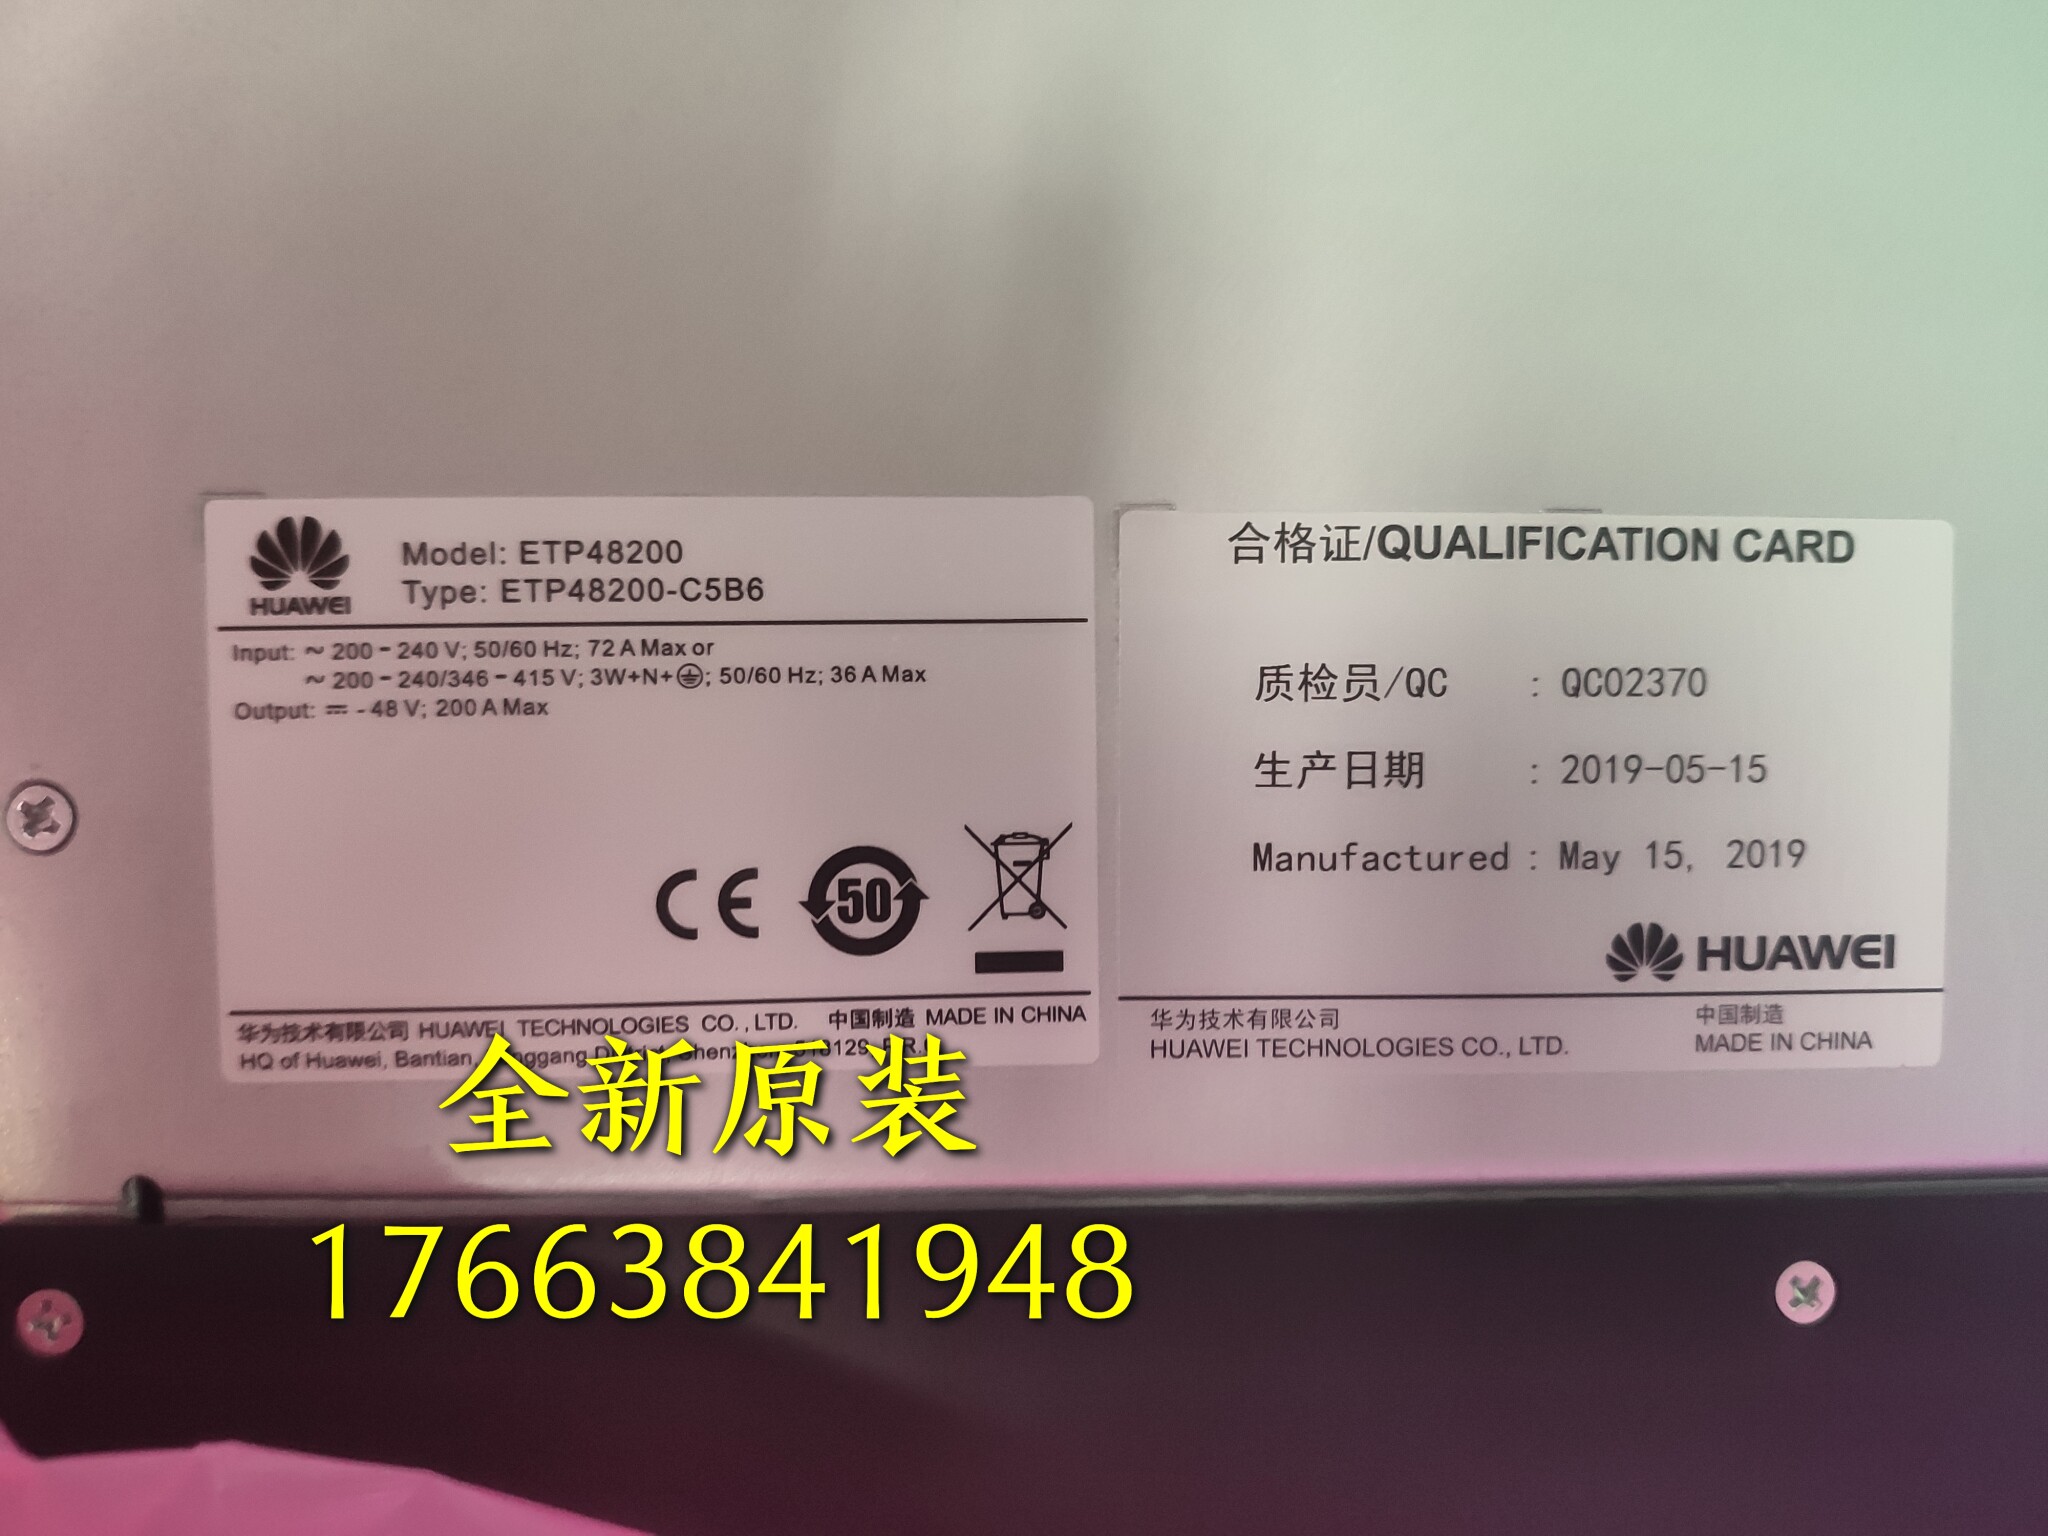 HUAWEI
Model: ETP48200
Type: ETP48200-C5B6
Input: ~ 200 - 240 V; 50/60 Hz; 72 A Max or
~ 200 - 240/346 - 415 V; 3W+N+⏚; 50/60 Hz; 36 A Max
Output: ⎓ - 48 V; 200 A Max
CE
50
华为技术有限公司 HUAWEI TECHNOLOGIES CO., LTD. 中国制造 MADE IN CHINA
HQ of Huawei, Bantian,
合格证/QUALIFICATION CARD
质检员/QC : QC02370
生产日期 : 2019-05-15
Manufactured : May 15, 2019
HUAWEI
华为技术有限公司 中国制造
HUAWEI TECHNOLOGIES CO., LTD. MADE IN CHINA
全新原装
17663841948